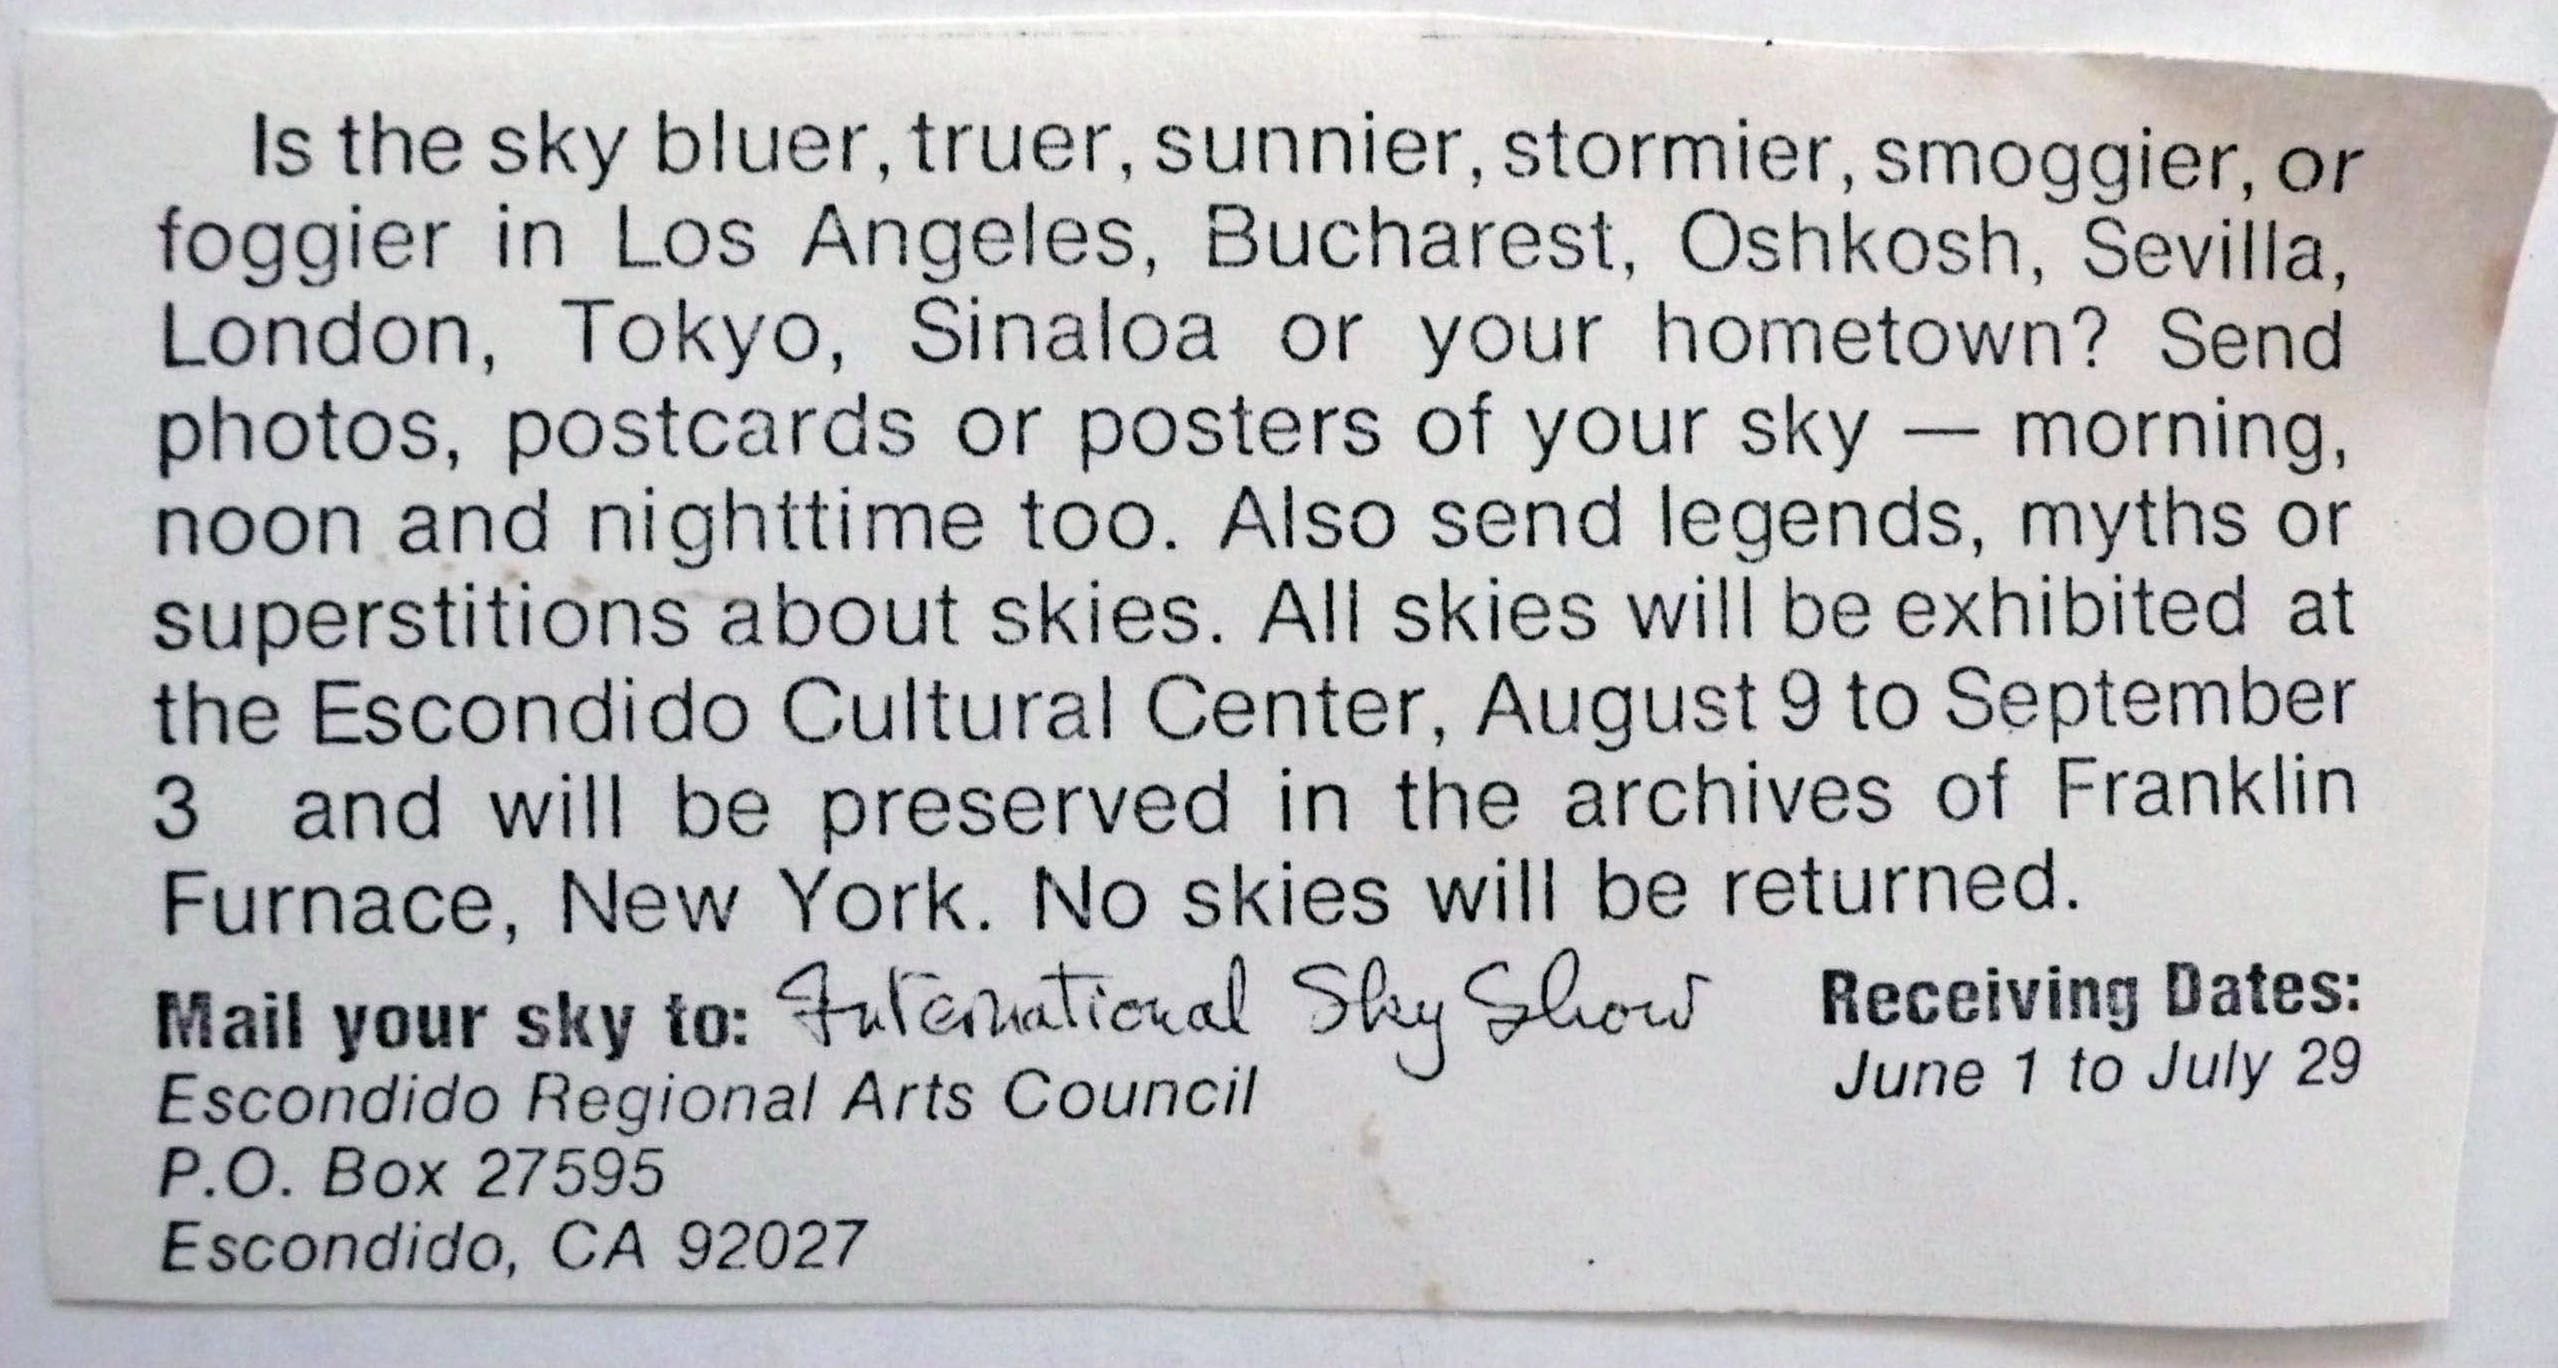 Is the sky bluer, truer, sunnier, stormier, smoggier, or
foggier in Los Angeles, Bucharest, Oshkosh, Sevilla,
London, Tokyo, Sinaloa or your hometown? Send
photos, postcards or posters of your sky — morning,
noon and nighttime too. Also send legends, myths or
superstitions about skies. All skies will be exhibited at
the Escondido Cultural Center, August 9 to September
3 and will be preserved in the archives of Franklin
Furnace, New York. No skies will be returned.
Mail your sky to: International Sky Show
Escondido Regional Arts Council
P.O. Box 27595
Escondido, CA 92027
Receiving Dates:
June 1 to July 29